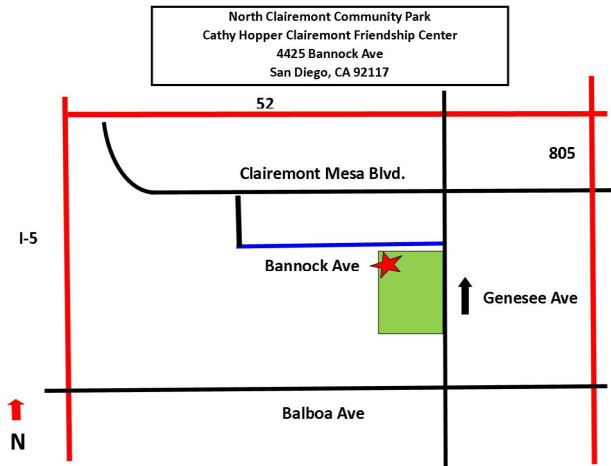 North Clairemont Community Park
Cathy Hopper Clairemont Friendship Center
4425 Bannock Ave
San Diego, CA 92117
52
805
Clairemont Mesa Blvd.
I-5
Bannock Ave
Genesee Ave
Balboa Ave
N